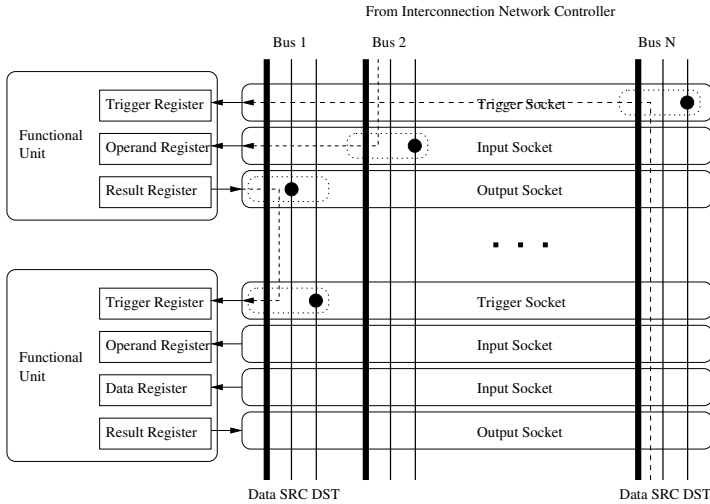 From Interconnection Network Controller
Bus 1
Bus 2
Bus N
Functional
Unit
Trigger Register
Operand Register
Result Register
Trigger Socket
Input Socket
Output Socket
. . .
Functional
Unit
Trigger Register
Operand Register
Data Register
Result Register
Trigger Socket
Input Socket
Input Socket
Output Socket
Data SRC DST
Data SRC DST